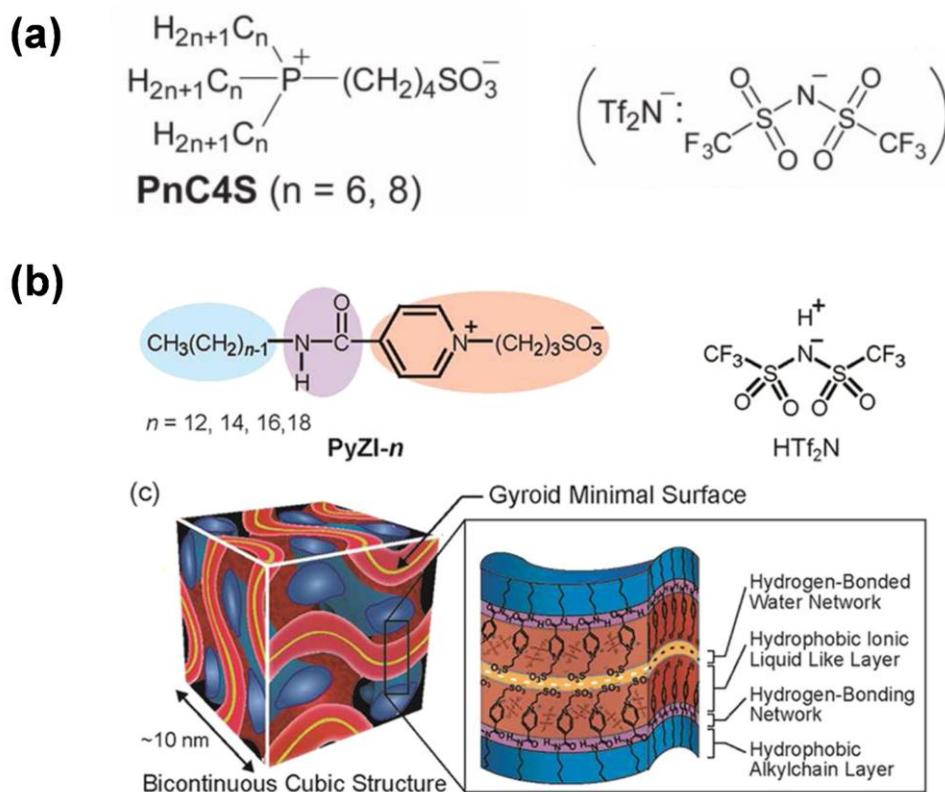 (a)
H2n+1Cn
H2n+1Cn—P+—(CH2)4SO3−
H2n+1Cn
PnC4S (n = 6, 8)
Tf2N−:
O O
S N− S
F3C CF3
O O
(b)
CH3(CH2)n-1—N—C N+—(CH2)3SO3−
O
H
n = 12, 14, 16,18
PyZI-n
H+
CF3 N− CF3
S S
O O O O
HTf2N
(c)
Gyroid Minimal Surface
~10 nm
Bicontinuous Cubic Structure
Hydrogen-Bonded
Water Network
Hydrophobic Ionic
Liquid Like Layer
Hydrogen-Bonding
Network
Hydrophobic
Alkylchain Layer